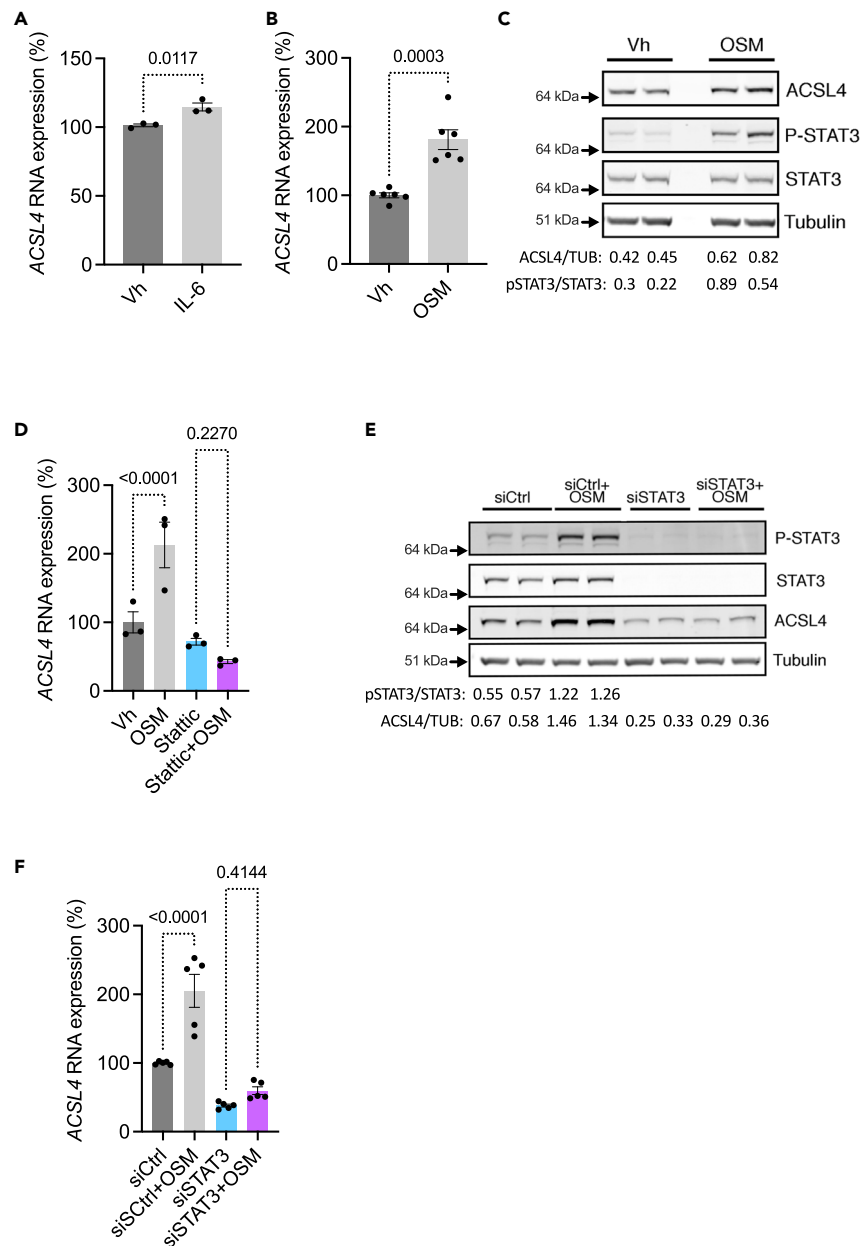 A
ACSL4 RNA expression (%)
150
100
50
0
0.0117
Vh
IL-6
B
ACSL4 RNA expression (%)
300
200
100
0
0.0003
Vh
OSM
C
Vh OSM
64 kDa ACSL4
64 kDa P-STAT3
64 kDa STAT3
51 kDa Tubulin
ACSL4/TUB: 0.42 0.45 0.62 0.82
pSTAT3/STAT3: 0.3 0.22 0.89 0.54
D
ACSL4 RNA expression (%)
300
200
100
0
<0.0001
0.2270
Vh
OSM
Stattic
Stattic+OSM
E
siCtrl siCtrl+ OSM siSTAT3 siSTAT3+ OSM
64 kDa P-STAT3
64 kDa STAT3
64 kDa ACSL4
51 kDa Tubulin
pSTAT3/STAT3: 0.55 0.57 1.22 1.26
ACSL4/TUB: 0.67 0.58 1.46 1.34 0.25 0.33 0.29 0.36
F
ACSL4 RNA expression (%)
300
200
100
0
<0.0001
0.4144
siCtrl
siSCtrl+OSM
siSTAT3
siSTAT3+OSM